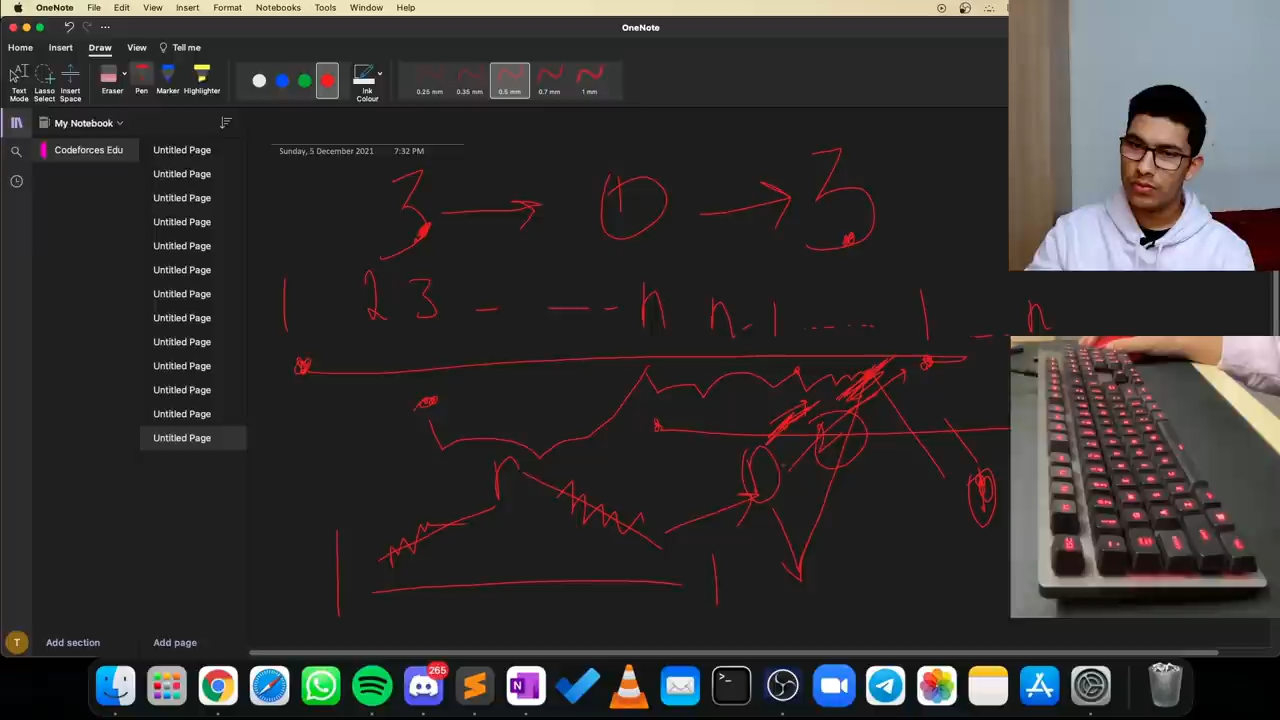 OneNote File Edit View Insert Format Notebooks Tools Window Help
OneNote
Home Insert Draw View Tell me
Text Mode
Lasso Select
Insert Space
Eraser
Pen
Marker
Highlighter
Ink Colour
0.25 mm
0.35 mm
0.5 mm
0.7 mm
1 mm
My Notebook
Codeforces Edu
Untitled Page
Untitled Page
Untitled Page
Untitled Page
Untitled Page
Untitled Page
Untitled Page
Untitled Page
Untitled Page
Untitled Page
Untitled Page
Untitled Page
Untitled Page
Sunday, 5 December 2021 7:32 PM
3 → 1 → 3
1 2 3 - --- n n-1 ...... 1 -- n
n
1 1
T
Add section
Add page
265